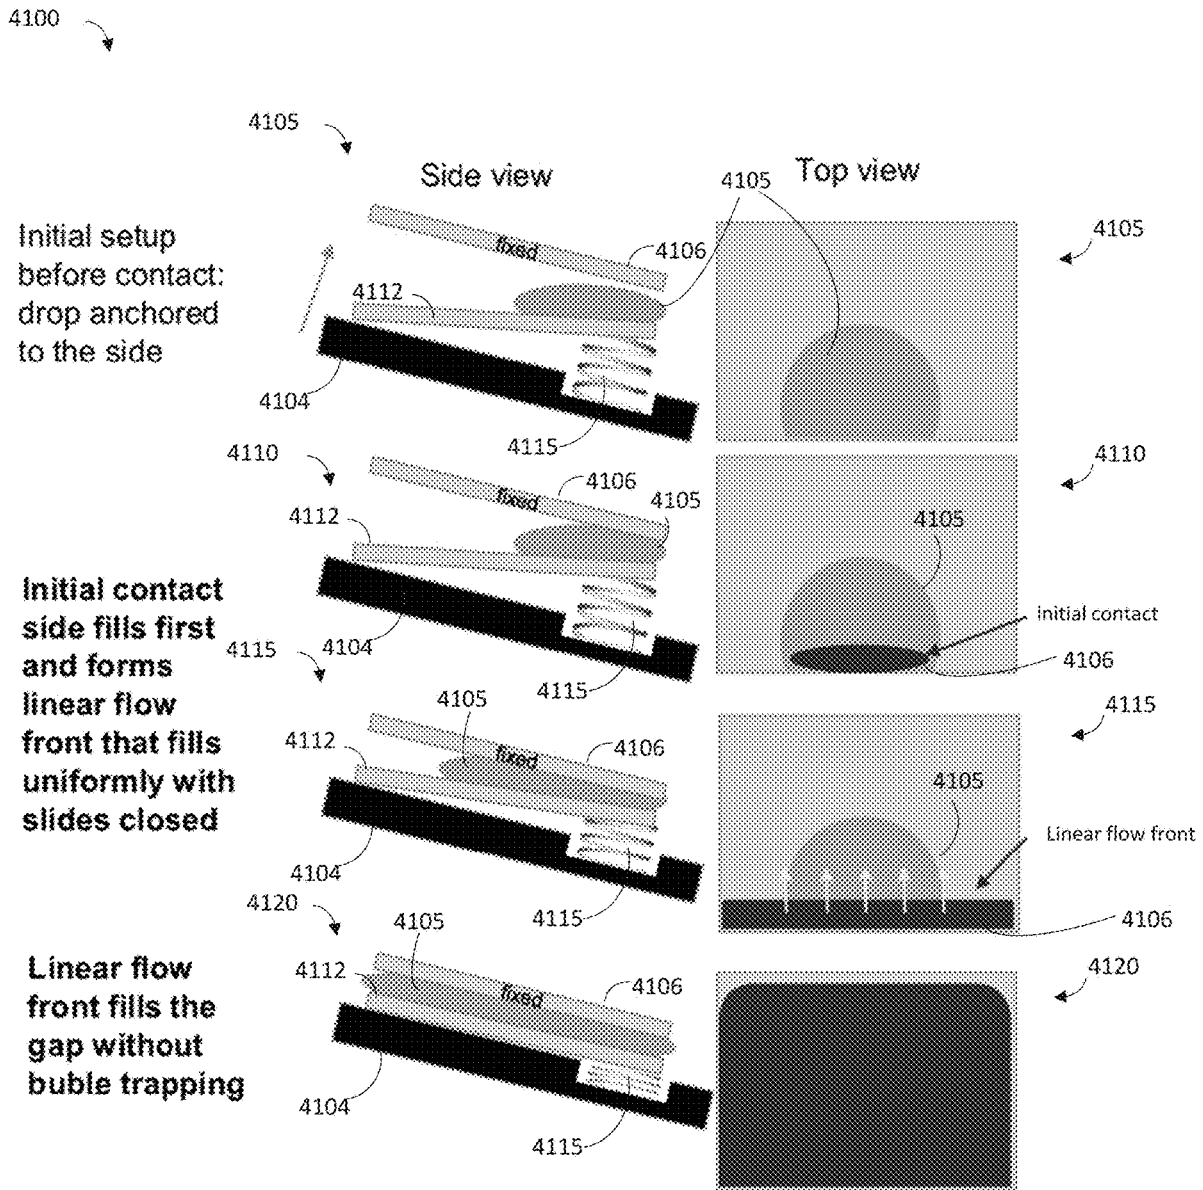 4100
4105
Side view
Top view
4105
4105
Initial setup
before contact:
drop anchored
to the side
fixed
4106
4112
4104
4115
4110
4110
fixed
4106
4105
4112
4105
Initial contact
4106
4104
4115
Initial contact
side fills first
and forms
linear flow
front that fills
uniformly with
slides closed
4115
4115
4105
4112
fixed
4106
4105
Linear flow front
4104
4115
4106
4120
4120
4105
Linear flow
front fills the
gap without
buble trapping
4112
fixed
4106
4104
4115